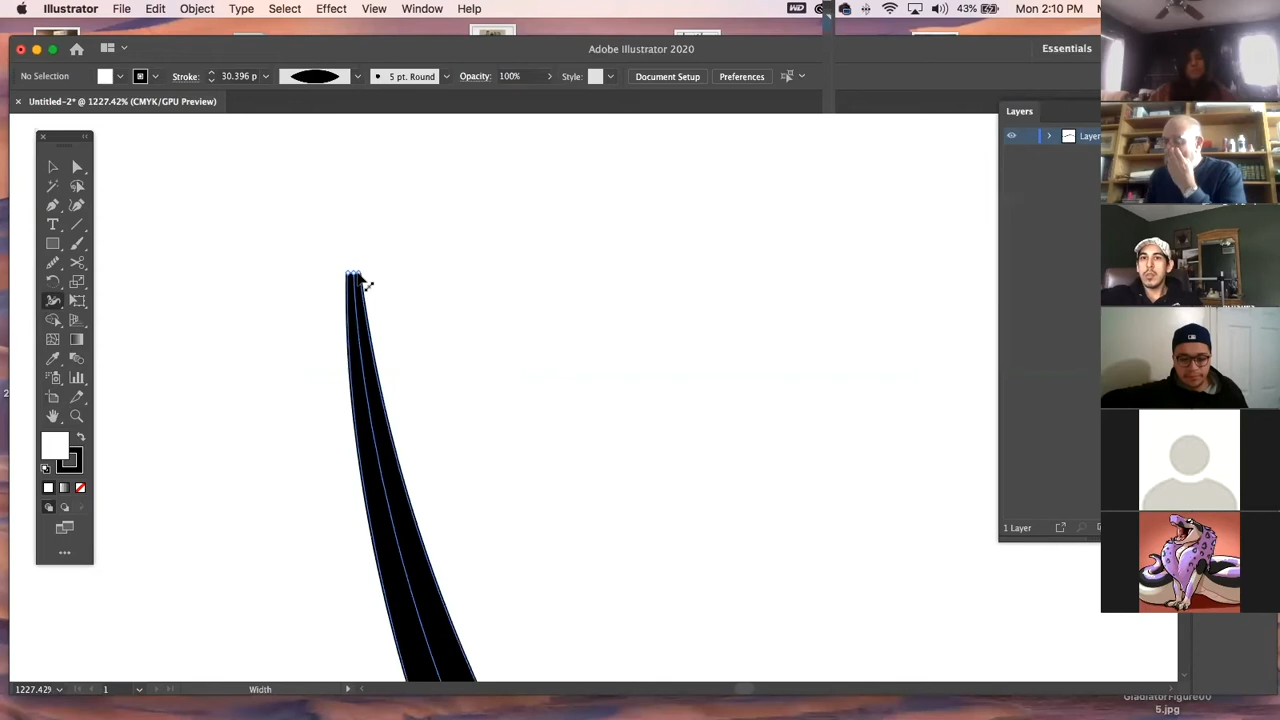 Illustrator File Edit Object Type Select Effect View Window Help
43% Mon 2:10 PM
Adobe Illustrator 2020
Essentials
No Selection Stroke: 30.396 p 5 pt. Round Opacity: 100% Style: Document Setup Preferences
× Untitled-2* @ 1227.42% (CMYK/GPU Preview)
Layers
Layer
1 Layer
1227.42% 1 Width
GladiatorFigure00
5.jpg